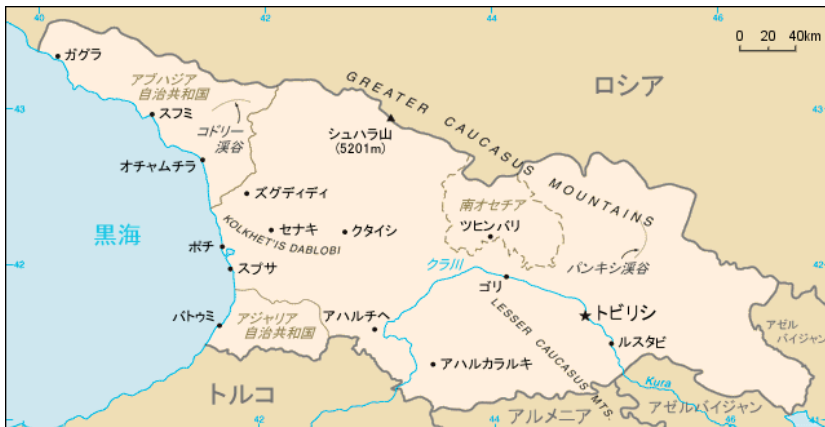 40
42
44
46
0 20 40km
ガグラ
アブハジア
自治共和国
GREATER CAUCASUS MOUNTAINS
ロシア
43
43
スフミ
コドリー
渓谷
シュハラ山
(5201m)
オチャムチラ
ズグディディ
南オセチア
ツヒンバリ
黒海
KOLKHET'IS DABLOBI
セナキ
クタイシ
ポチ
スプサ
42
42
クラ川
ゴリ
パンキシ渓谷
バトゥミ
アジャリア
自治共和国
アハルチヘ
LESSER CAUCASUS MTS.
トビリシ
アゼル
バイジャン
ルスタビ
アハルカラルキ
Kura
トルコ
アルメニア
アゼルバイジャン
42
44
41